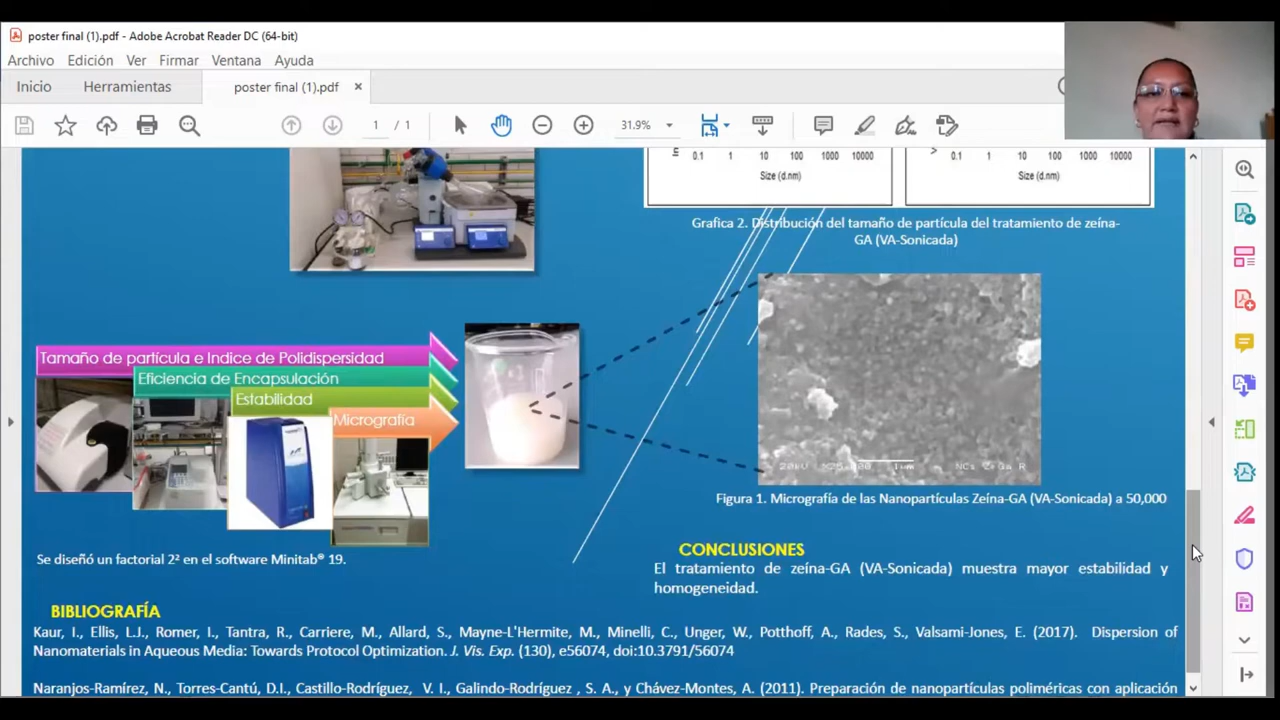 poster final (1).pdf - Adobe Acrobat Reader DC (64-bit)
Archivo Edición Ver Firmar Ventana Ayuda
Inicio Herramientas poster final (1).pdf
1 / 1 31.9%
0.1 1 10 100 1000 10000
Size (d.nm)
0.1 1 10 100 1000 10000
Size (d.nm)
Grafica 2. Distribución del tamaño de partícula del tratamiento de zeína-
GA (VA-Sonicada)
Tamaño de partícula e Indice de Polidispersidad
Eficiencia de Encapsulación
Estabilidad
Micrografía
20kV 1µm NCs
Figura 1. Micrografía de las Nanopartículas Zeína-GA (VA-Sonicada) a 50,000
Se diseñó un factorial 2² en el software Minitab® 19.
CONCLUSIONES
El tratamiento de zeína-GA (VA-Sonicada) muestra mayor estabilidad y
homogeneidad.
BIBLIOGRAFÍA
Kaur, I., Ellis, L.J., Romer, I., Tantra, R., Carriere, M., Allard, S., Mayne-L'Hermite, M., Minelli, C., Unger, W., Potthoff, A., Rades, S., Valsami-Jones, E. (2017). Dispersion of
Nanomaterials in Aqueous Media: Towards Protocol Optimization. J. Vis. Exp. (130), e56074, doi:10.3791/56074
Naranjos-Ramírez, N., Torres-Cantú, D.I., Castillo-Rodríguez, V. I., Galindo-Rodríguez , S. A., y Chávez-Montes, A. (2011). Preparación de nanopartículas poliméricas con aplicación